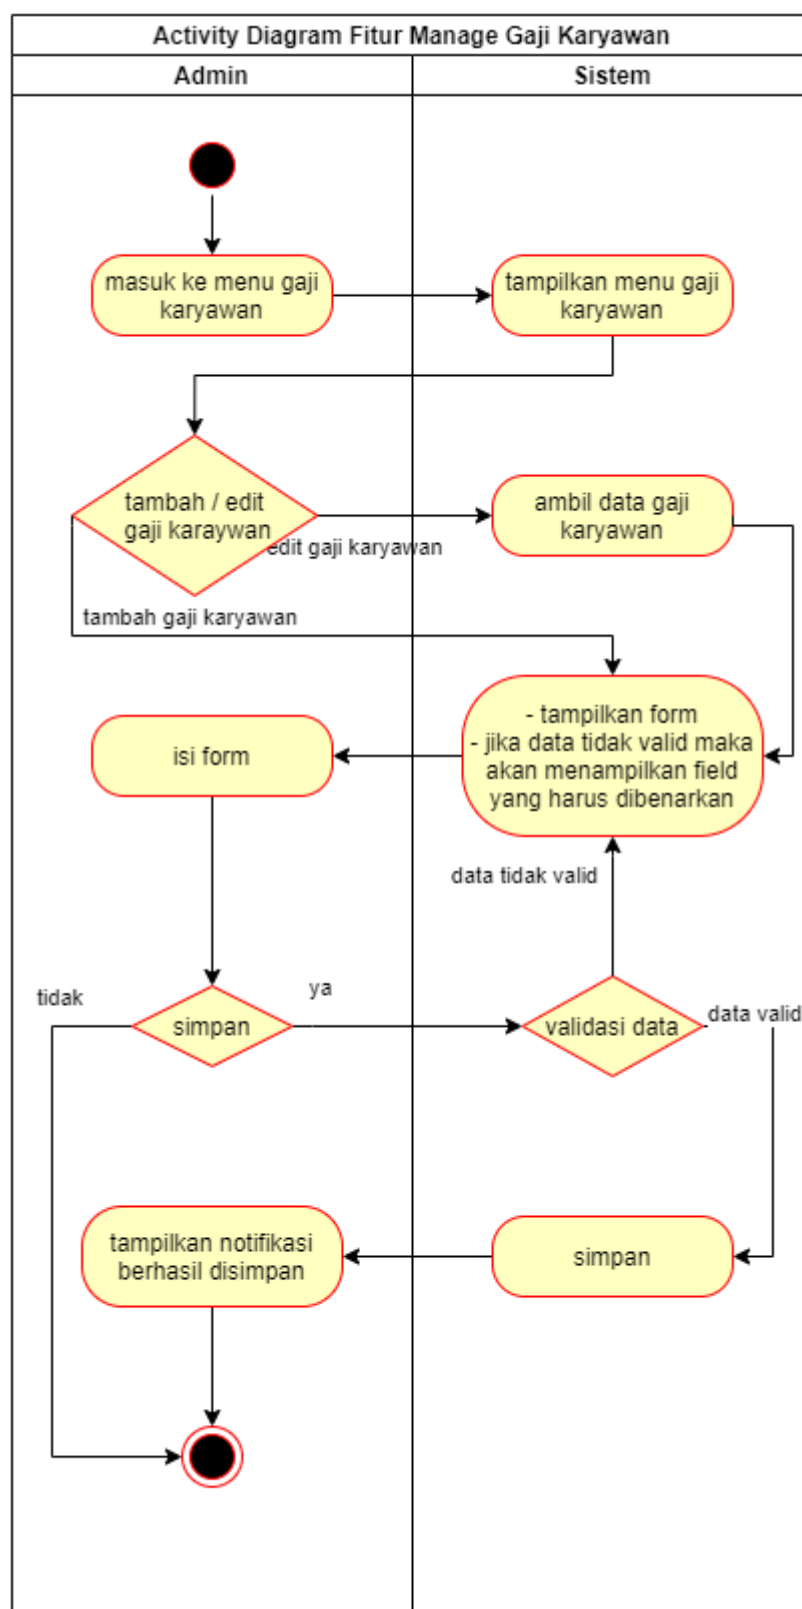 Activity Diagram Fitur Manage Gaji Karyawan
Admin
Sistem
masuk ke menu gaji
karyawan
tampilkan menu gaji
karyawan
tambah / edit
gaji karaywan
edit gaji karyawan
ambil data gaji
karyawan
tambah gaji karyawan
- tampilkan form
- jika data tidak valid maka
akan menampilkan field
yang harus dibenarkan
isi form
data tidak valid
tidak
simpan
ya
validasi data
data valid
tampilkan notifikasi
berhasil disimpan
simpan